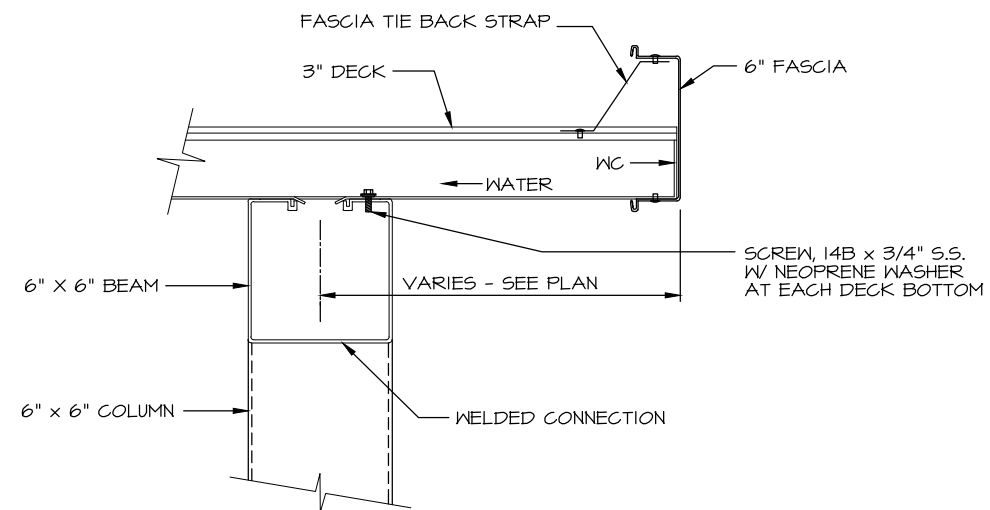 FASCIA TIE BACK STRAP
3" DECK
6" FASCIA
WC
WATER
SCREW, 14B x 3/4" S.S.
W/ NEOPRENE WASHER
AT EACH DECK BOTTOM
6" X 6" BEAM
VARIES - SEE PLAN
6" x 6" COLUMN
WELDED CONNECTION